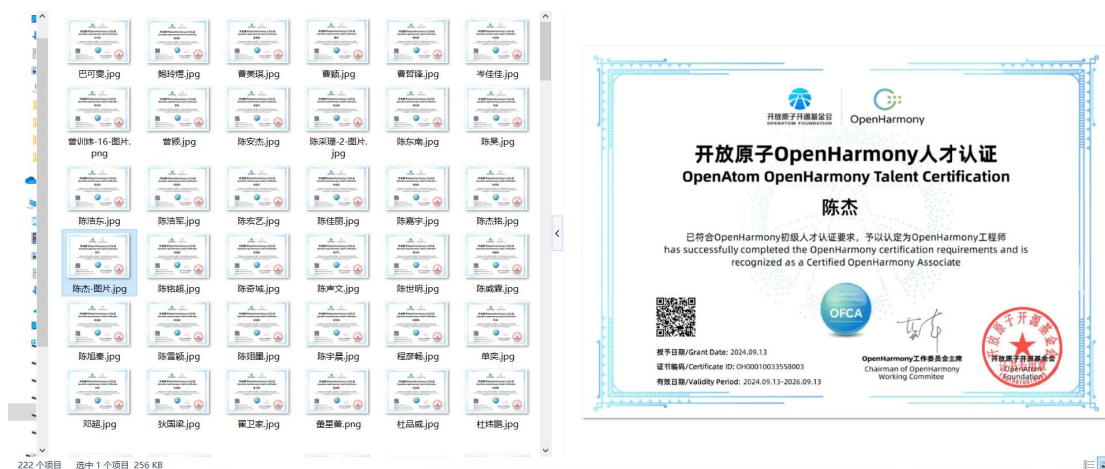 巴可雯.jpg
鲍玲煜.jpg
曹美琪.jpg
曹颖.jpg
曹哲锋.jpg
岑佳佳.jpg
曾训炜-16-图片.
png
曾颖.jpg
陈安杰.jpg
陈采珊-2-图片.
jpg
陈东南.jpg
陈昊.jpg
陈浩东.jpg
陈浩军.jpg
陈宏艺.jpg
陈佳丽.jpg
陈嘉宇.jpg
陈杰铭.jpg
陈杰-图片.jpg
陈铭超.jpg
陈奇城.jpg
陈声文.jpg
陈世明.jpg
陈威霖.jpg
陈旭秦.jpg
陈雪颖.jpg
陈翊墨.jpg
陈宇晨.jpg
程彦畅.jpg
单奕.jpg
邓超.jpg
狄国梁.jpg
翟卫家.jpg
董星蕾.png
杜品威.jpg
杜炜鹏.jpg
222 个项目 选中 1 个项目 256 KB
开放原子开源基金会
OPENATOM FOUNDATION
OpenHarmony
开放原子OpenHarmony人才认证
OpenAtom OpenHarmony Talent Certification
陈杰
已符合OpenHarmony初级人才认证要求，予以认定为OpenHarmony工程师
has successfully completed the OpenHarmony certification requirements and is
recognized as a Certified OpenHarmony Associate
OFCA
授予日期/Grant Date: 2024.09.13
证书编码/Certificate ID: OH00010033558003
有效日期/Validity Period: 2024.09.13-2026.09.13
OpenHarmony工作委员会主席
Chairman of OpenHarmony
Working Commitee
开放原子开源基金会
开放原子开源基金会
OpenAtom
Foundation